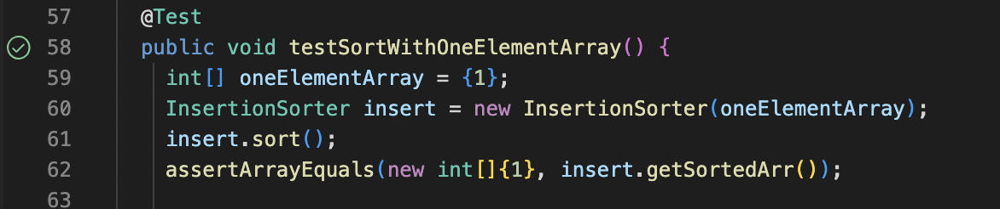 57 @Test
58 public void testSortWithOneElementArray() {
59 int[] oneElementArray = {1};
60 InsertionSorter insert = new InsertionSorter(oneElementArray);
61 insert.sort();
62 assertArrayEquals(new int[]{1}, insert.getSortedArr());
63